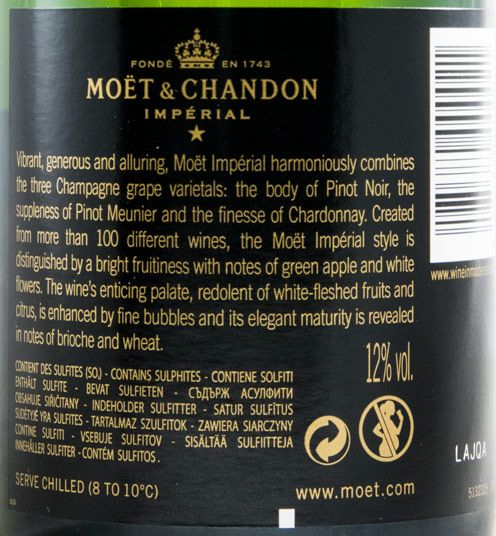 FONDÉ EN 1743
MOËT & CHANDON
IMPÉRIAL
Vibrant, generous and alluring, Moët Impérial harmoniously combines
the three Champagne grape varietals: the body of Pinot Noir, the
suppleness of Pinot Meunier and the finesse of Chardonnay. Created
from more than 100 different wines, the Moët Impérial style is
distinguished by a bright fruitiness with notes of green apple and white
flowers. The wine's enticing palate, redolent of white-fleshed fruits and
citrus, is enhanced by fine bubbles and its elegant maturity is revealed
in notes of brioche and wheat.
12% vol.
CONTIENT DES SULFITES (SO₂) - CONTAINS SULPHITES - CONTIENE SOLFITI
ENTHÄLT SULFITE - BEVAT SULFIETEN - СЪДЪРЖ АСУЛФИТИ
OBSAHUJE SIŘIČITANY - INDEHOLDER SULFITTER - SATUR SULFĪTUS
SUDĖTYJE YRA SULFITES - TARTALMAZ SZULFITOK - ZAWIERA SIARCZYNY
CONTINE SULFITI - VSEBUJE SULFITOV - SISÄLTÄÄ SULFIITTEJA
INNEHÅLLER SULFITER - CONTÉM SULFITOS .
SERVE CHILLED (8 TO 10°C)
www.moet.com
LAJQA